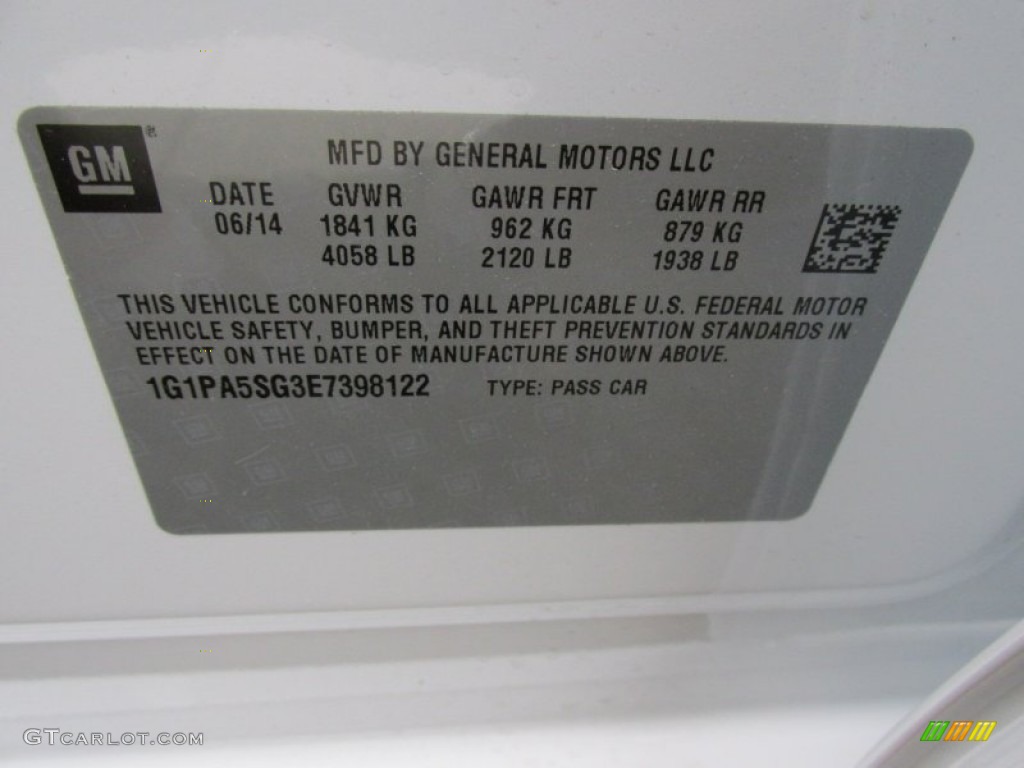 GM
MFD BY GENERAL MOTORS LLC
DATE GVWR GAWR FRT GAWR RR
06/14 1841 KG 962 KG 879 KG
4058 LB 2120 LB 1938 LB
THIS VEHICLE CONFORMS TO ALL APPLICABLE U.S. FEDERAL MOTOR
VEHICLE SAFETY, BUMPER, AND THEFT PREVENTION STANDARDS IN
EFFECT ON THE DATE OF MANUFACTURE SHOWN ABOVE.
1G1PA5SG3E7398122 TYPE: PASS CAR
GTCARLOT.COM